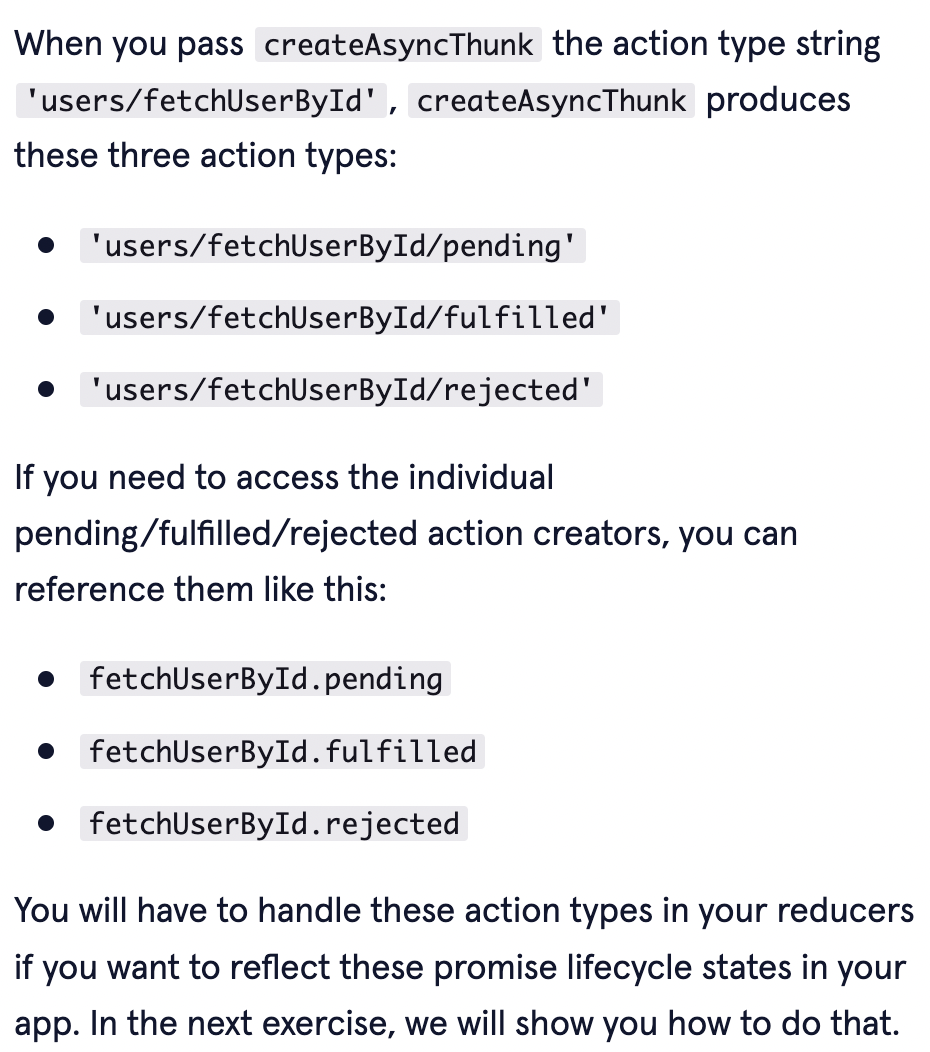 When you pass createAsyncThunk the action type string
'users/fetchUserById', createAsyncThunk produces
these three action types:
• 'users/fetchUserById/pending'
• 'users/fetchUserById/fulfilled'
• 'users/fetchUserById/rejected'
If you need to access the individual
pending/fulfilled/rejected action creators, you can
reference them like this:
• fetchUserById.pending
• fetchUserById.fulfilled
• fetchUserById.rejected
You will have to handle these action types in your reducers
if you want to reflect these promise lifecycle states in your
app. In the next exercise, we will show you how to do that.